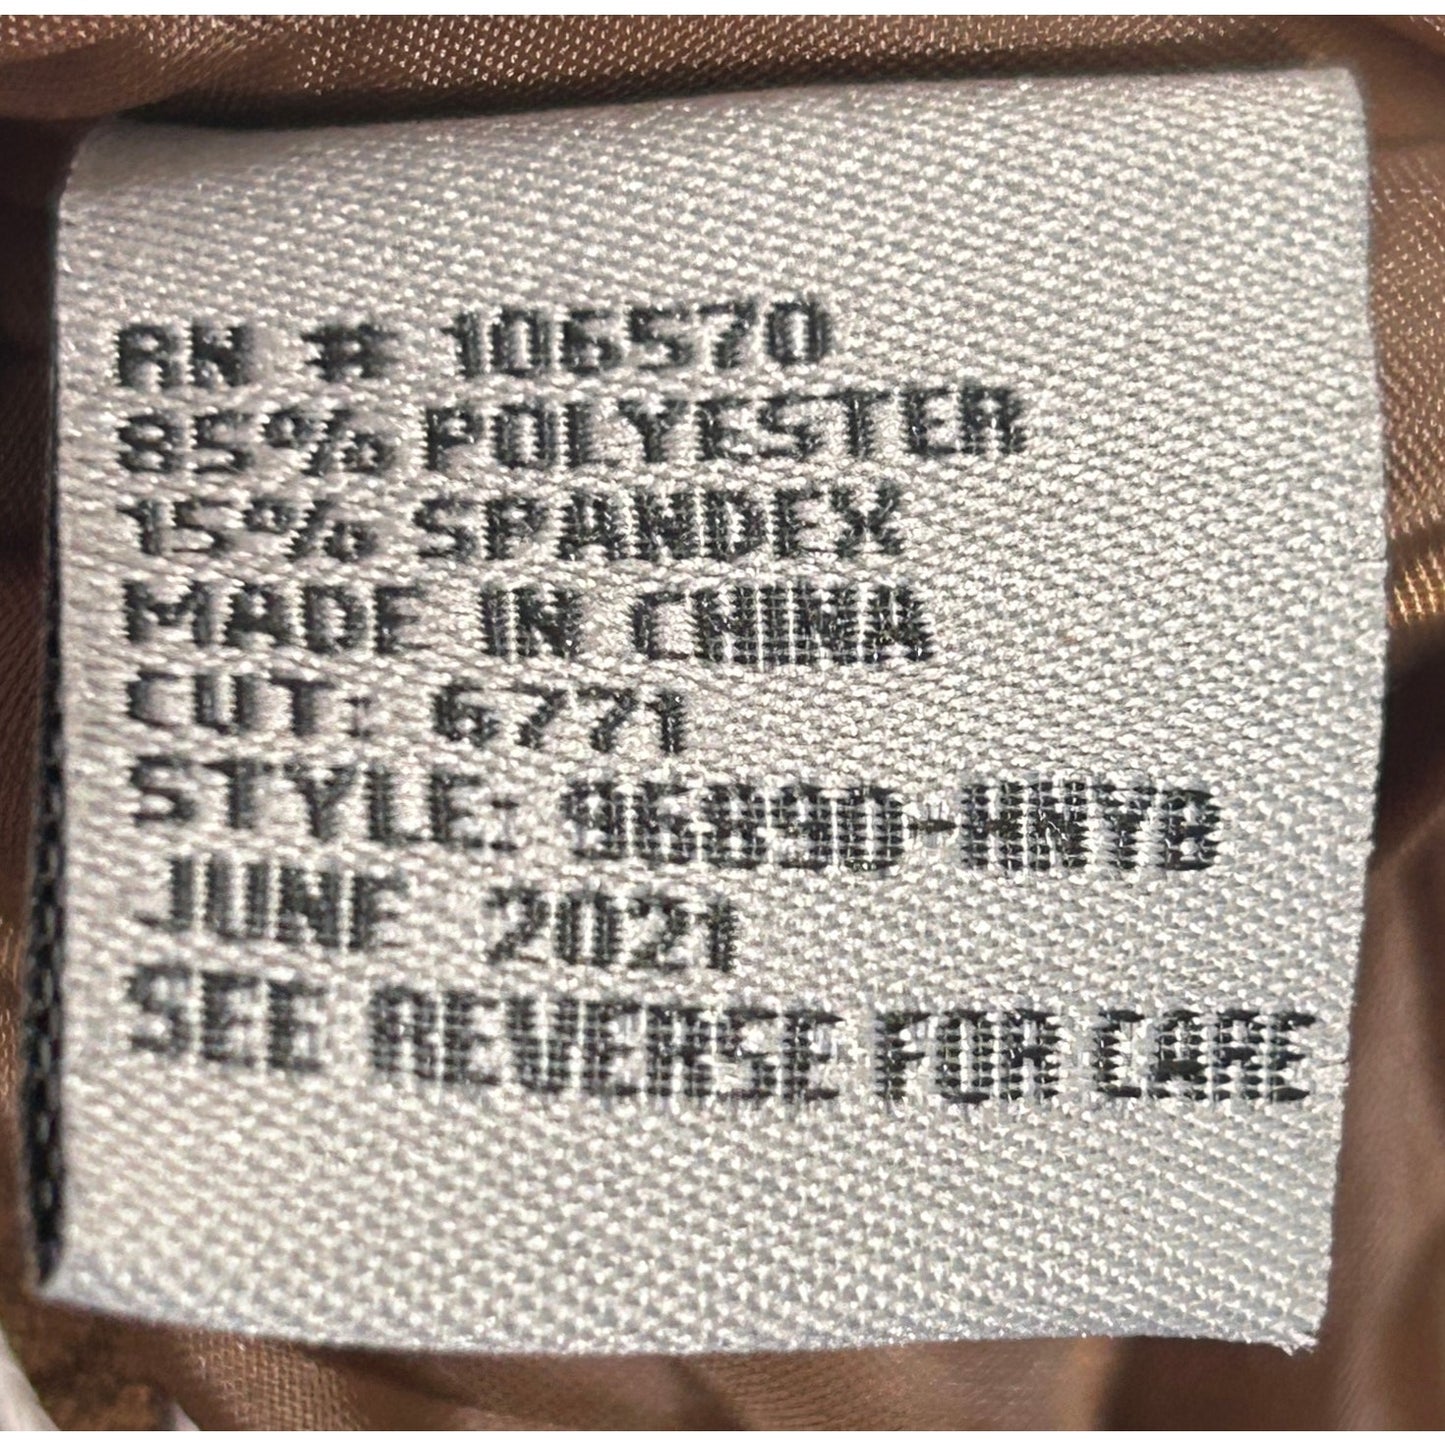 RN # 106570
85% POLYESTER
15% SPANDEX
MADE IN CHINA
CUT: 6771
STYLE: 96890-HNYB
JUNE 2021
SEE REVERSE FOR CARE